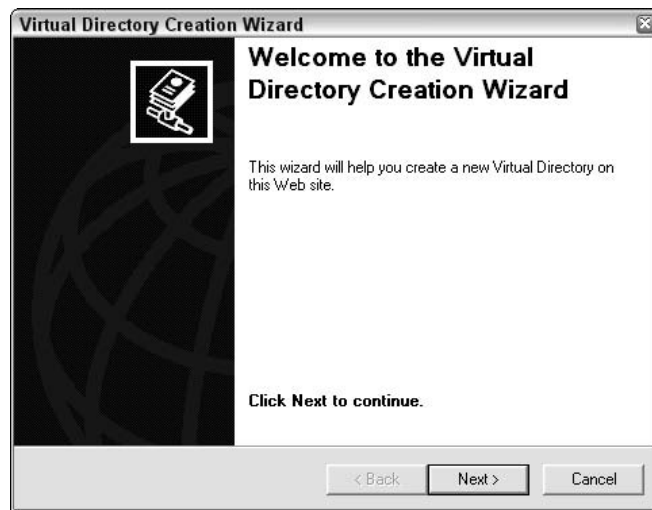 Virtual Directory Creation Wizard
Welcome to the Virtual
Directory Creation Wizard
This wizard will help you create a new Virtual Directory on
this Web site.
Click Next to continue.
< Back Next > Cancel